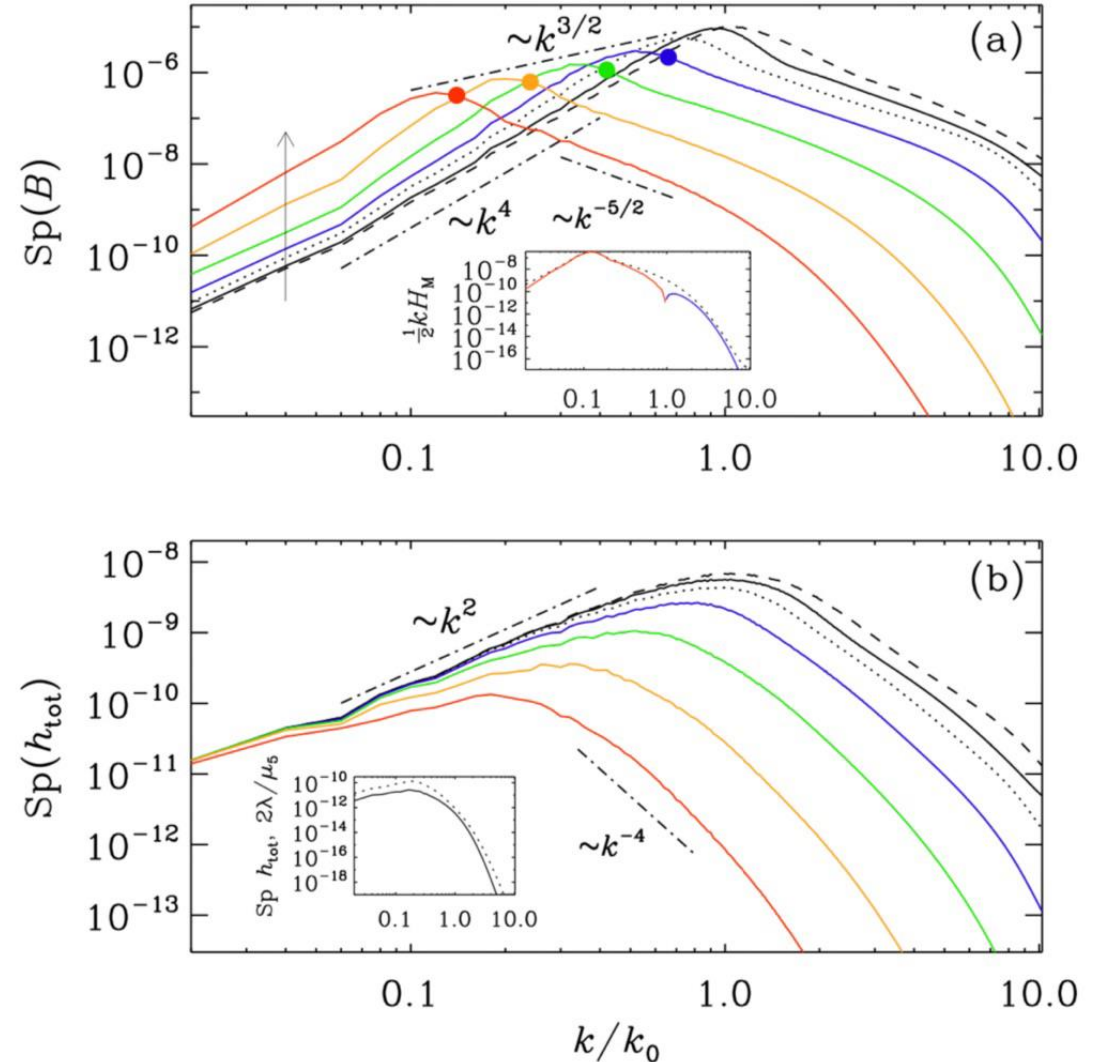 (a)
~k^{3/2}
10^{-6}
10^{-8}
10^{-10}
10^{-12}
Sp(B)
~k^4
~k^{-5/2}
½kH_M
10^{-8}
10^{-10}
10^{-12}
10^{-14}
10^{-16}
0.1 1.0 10.0
0.1 1.0 10.0
(b)
10^{-8}
10^{-9}
10^{-10}
10^{-11}
10^{-12}
10^{-13}
Sp(h_{tot})
~k^2
Sp h_{tot}, 2λ/μ_5
10^{-10}
10^{-12}
10^{-14}
10^{-16}
10^{-18}
0.1 1.0 10.0
~k^{-4}
0.1 1.0 10.0
k/k_0